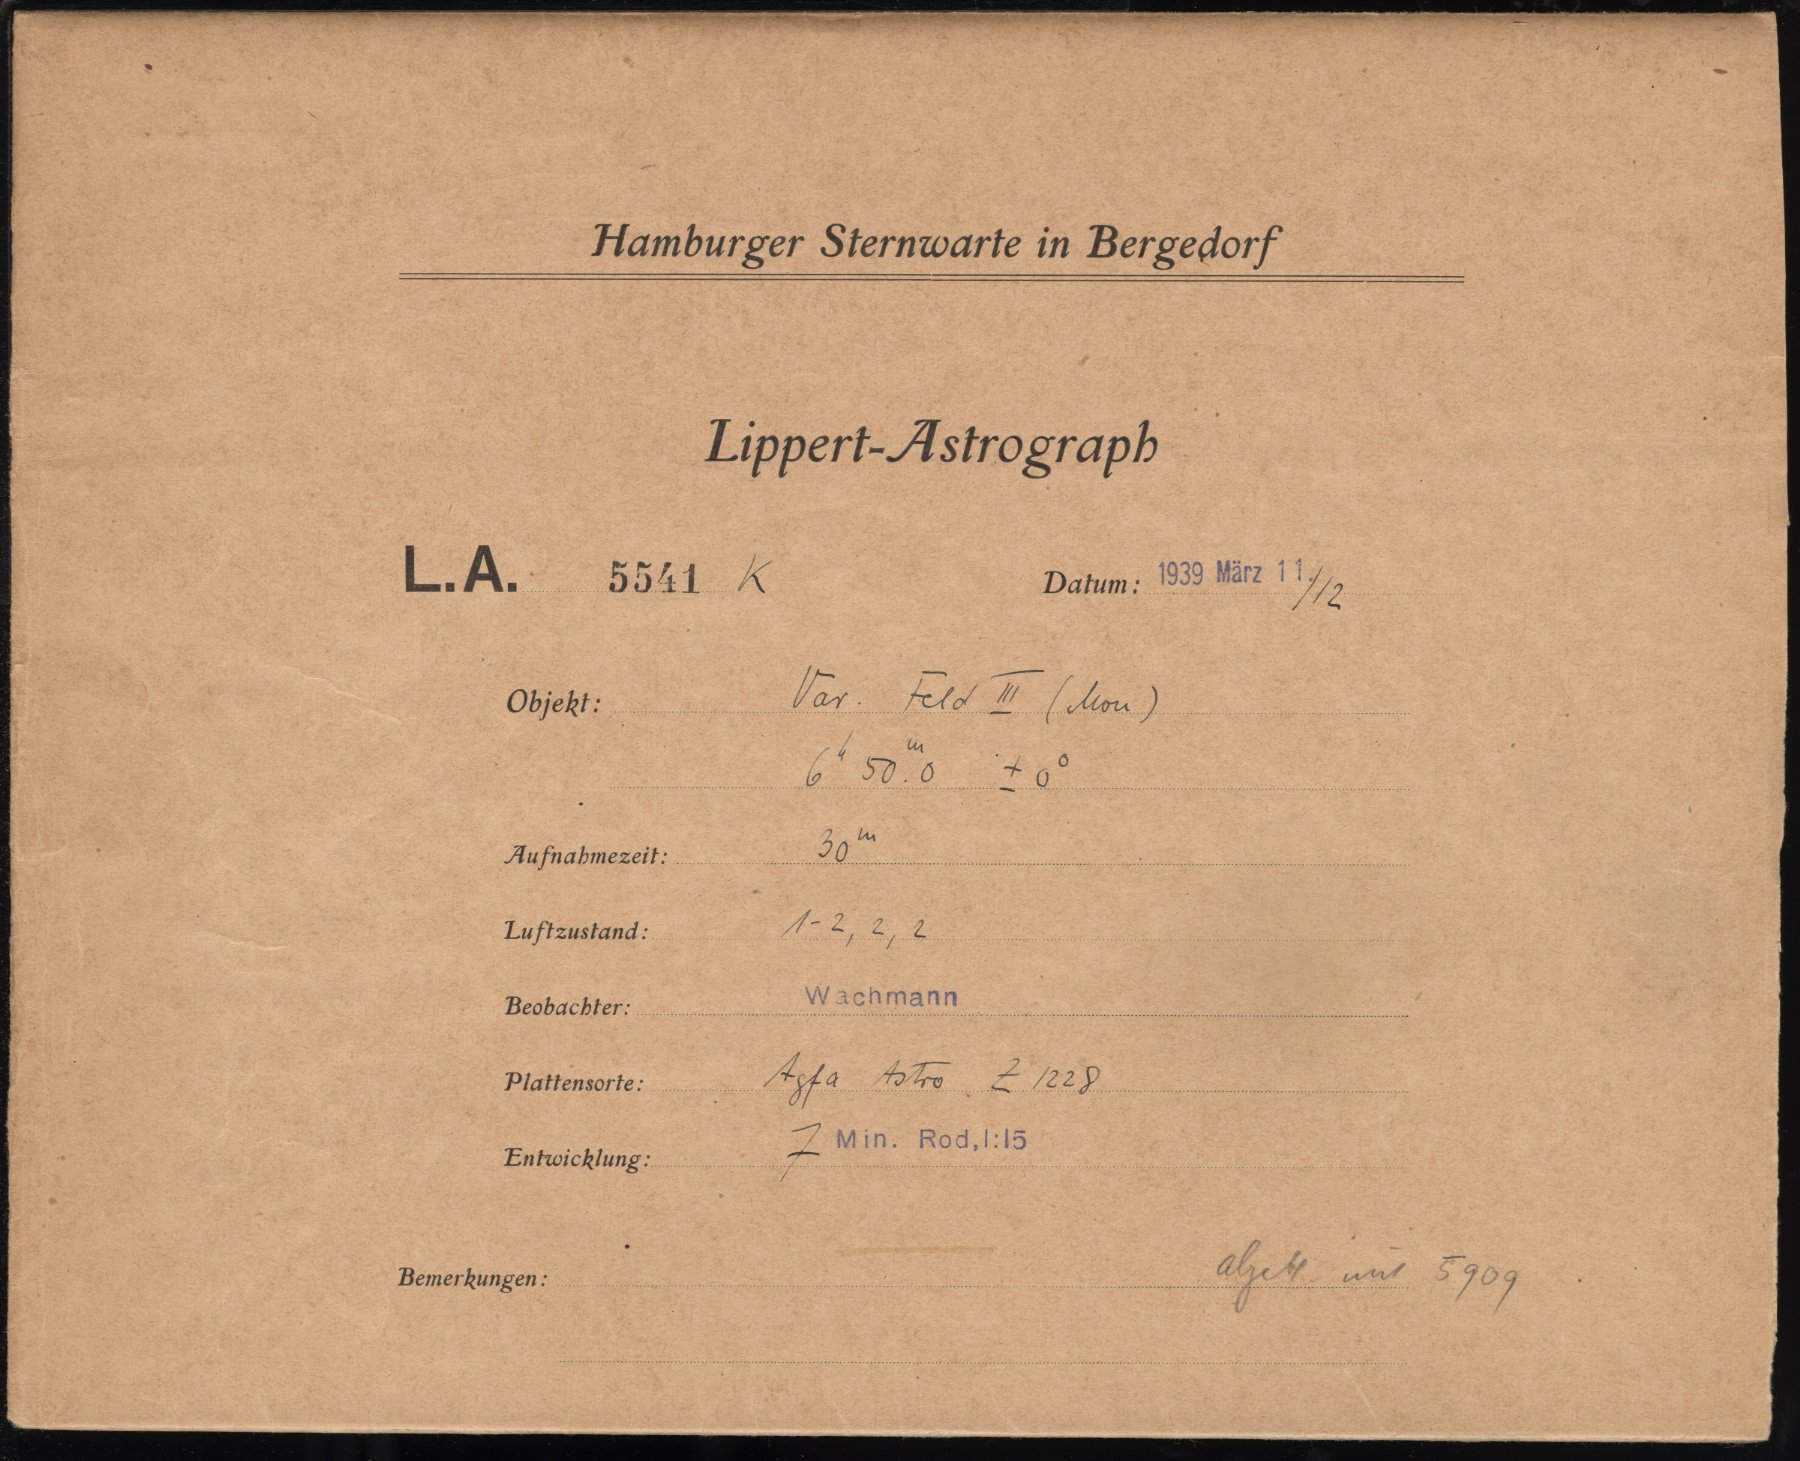 Hamburger Sternwarte in Bergedorf
Lippert-Astrograph
L.A. 5541 K Datum: 1939 März 11./12
Objekt: Var. Feld III (Mon)
6ʰ 50ᵐ.0 ± 0°
Aufnahmezeit: 30ᵐ
Luftzustand: 1-2, 2, 2
Beobachter: Wachmann
Plattensorte: Agfa Astro Z 1228
Entwicklung: 7 Min. Rod, 1:15
Bemerkungen: mit 5909